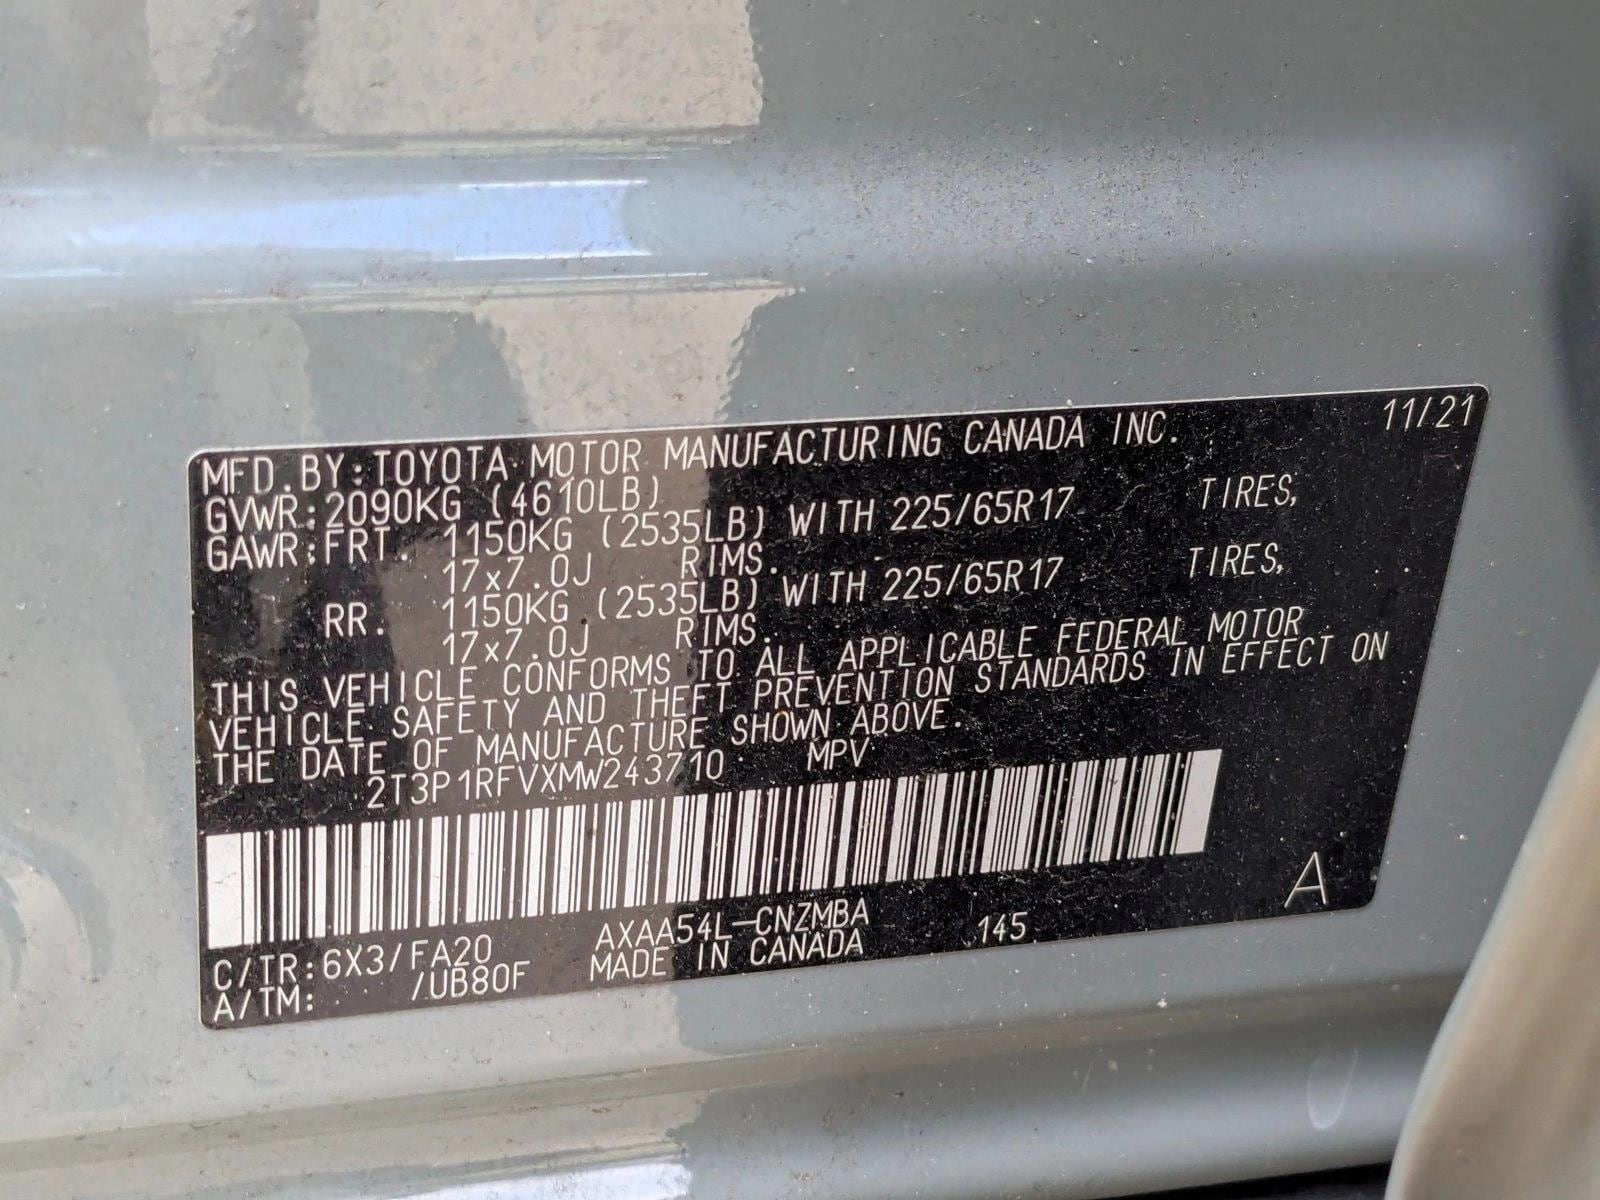 MFD. BY: TOYOTA MOTOR MANUFACTURING CANADA INC. 11/21
GVWR: 2090KG (4610LB)
GAWR: FRT. 1150KG (2535LB) WITH 225/65R17 TIRES,
17x7.0J RIMS.
RR. 1150KG (2535LB) WITH 225/65R17 TIRES,
17x7.0J RIMS.
THIS VEHICLE CONFORMS TO ALL APPLICABLE FEDERAL MOTOR
VEHICLE SAFETY AND THEFT PREVENTION STANDARDS IN EFFECT ON
THE DATE OF MANUFACTURE SHOWN ABOVE.
2T3P1RFVXMW243710 MPV
A
C/TR: 6X3/FA20 AXAA54L-CNZMBA 145
A/TM: /UB80F MADE IN CANADA